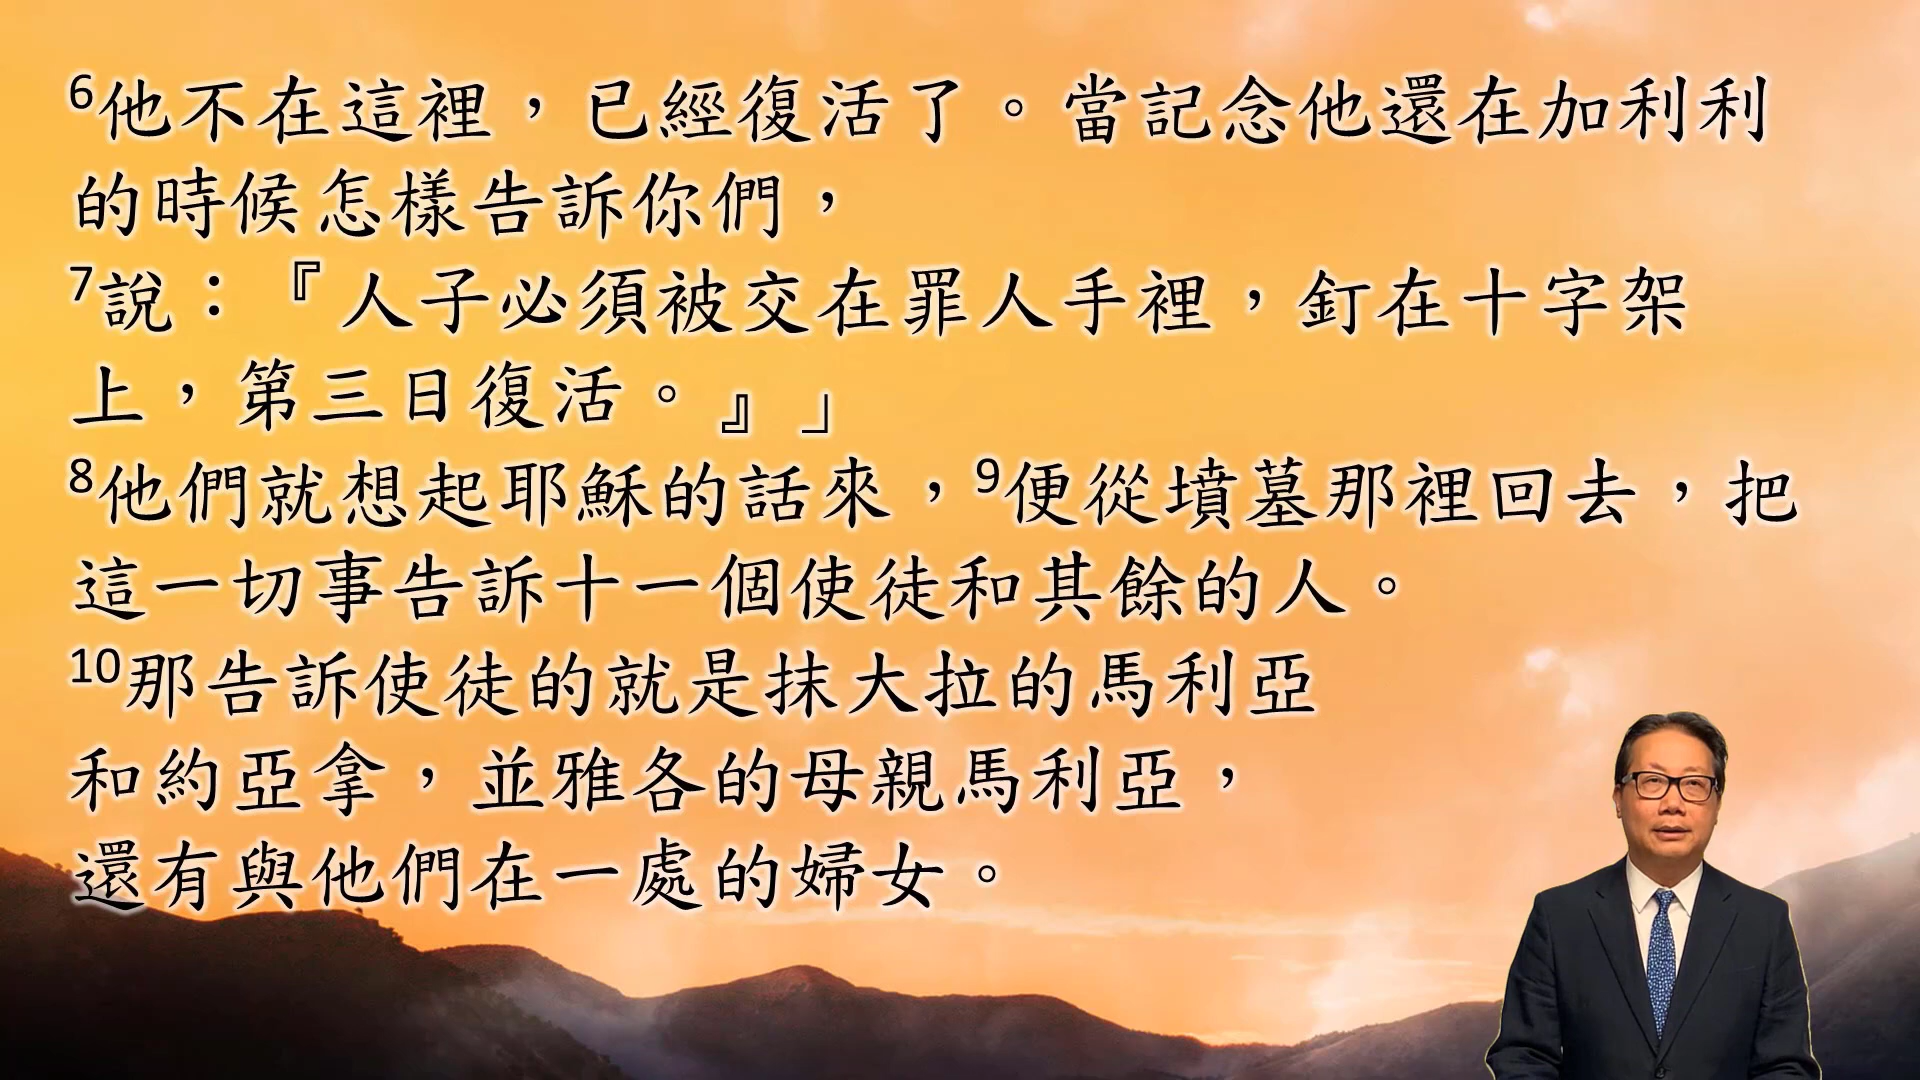 6他不在這裡，已經復活了。當記念他還在加利利
的時候怎樣告訴你們，
7說：『人子必須被交在罪人手裡，釘在十字架
上，第三日復活。』」
8他們就想起耶穌的話來，9便從墳墓那裡回去，把
這一切事告訴十一個使徒和其餘的人。
10那告訴使徒的就是抹大拉的馬利亞
和約亞拿，並雅各的母親馬利亞，
還有與他們在一處的婦女。